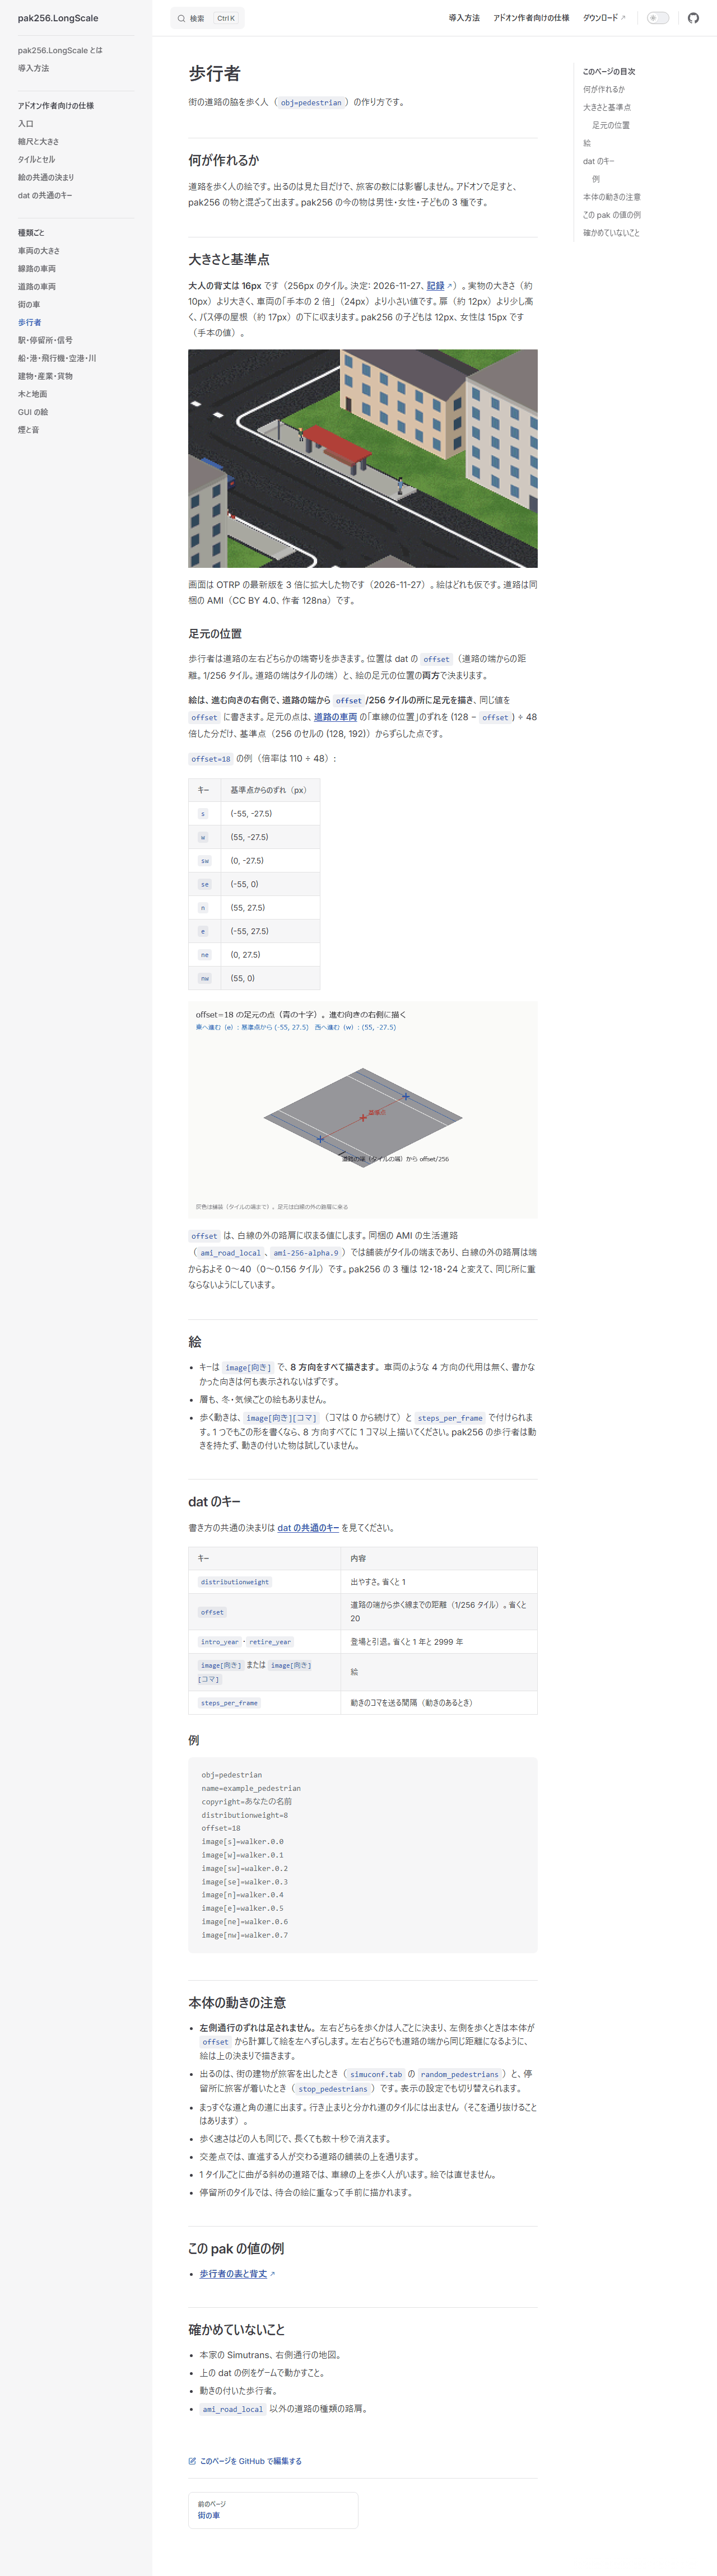 pak256.LongScale
検索 Ctrl K
導入方法 アドオン作者向けの仕様 ダウンロード
pak256.LongScale とは
導入方法
アドオン作者向けの仕様
入口
縮尺と大きさ
タイルとセル
絵の共通の決まり
dat の共通のキー
種類ごと
車両の大きさ
線路の車両
道路の車両
街の車
歩行者
駅・停留所・信号
船・港・飛行機・空港・川
建物・産業・貨物
木と地面
GUI の絵
煙と音
このページの目次
何が作れるか
大きさと基準点
足元の位置
絵
dat のキー
例
本体の動きの注意
この pak の値の例
確かめていないこと
歩行者
街の道路の脇を歩く人（obj=pedestrian）の作り方です。
何が作れるか
道路を歩く人の絵です。出るのは見た目だけで、旅客の数には影響しません。アドオンで足すと、
pak256 の物と混ざって出ます。pak256 の今の物は男性・女性・子どもの 3 種です。
大きさと基準点
大人の背丈は 16px です（256px のタイル。決定: 2026-11-27、記録）。実物の大きさ（約
10px）より大きく、車両の「手本の 2 倍」（24px）より小さい値です。扉（約 12px）より少し高
く、バス停の屋根（約 17px）の下に収まります。pak256 の子どもは 12px、女性は 15px です
（手本の値）。
画面は OTRP の最新版を 3 倍に拡大した物です（2026-11-27）。絵はどれも仮です。道路は同
梱の AMI（CC BY 4.0、作者 128na）です。
足元の位置
歩行者は道路の左右どちらかの端寄りを歩きます。位置は dat の offset（道路の端からの距
離。1/256 タイル。道路の端はタイルの端）と、絵の足元の位置の両方で決まります。
絵は、進む向きの右側で、道路の端から offset /256 タイルの所に足元を描き、同じ値を
offset に書きます。足元の点は、道路の車両 の「車線の位置」のずれを (128 − offset) ÷ 48
倍した分だけ、基準点（256 のセルの (128, 192)）からずらした点です。
offset=18 の例（倍率は 110 ÷ 48）:
キー 基準点からのずれ（px）
s (-55, -27.5)
w (55, -27.5)
sw (0, -27.5)
se (-55, 0)
n (55, 27.5)
e (-55, 27.5)
ne (0, 27.5)
nw (55, 0)
offset=18 の足元の点（青の十字）。進む向きの右側に描く
東へ進む（e）: 基準点から (-55, 27.5) 西へ進む（w）: (55, -27.5)
基準点
道路の端（タイルの端）から offset/256
灰色は舗装（タイルの端まで）。足元は白線の外の路肩に来る
offset は、白線の外の路肩に収まる値にします。同梱の AMI の生活道路
（ami_road_local、ami-256-alpha.9）では舗装がタイルの端まであり、白線の外の路肩は端
からおよそ 0〜40（0〜0.156 タイル）です。pak256 の 3 種は 12・18・24 と変えて、同じ所に重
ならないようにしています。
絵
キーは image[向き] で、8 方向をすべて描きます。車両のような 4 方向の代用は無く、書かな
かった向きは何も表示されないはずです。
層も、冬・気候ごとの絵もありません。
歩く動きは、image[向き][コマ]（コマは 0 から続けて）と steps_per_frame で付けられま
す。1 つでもこの形を書くなら、8 方向すべてに 1 コマ以上描いてください。pak256 の歩行者は動
きを持たず、動きの付いた物は試していません。
dat のキー
書き方の共通の決まりは dat の共通のキー を見てください。
キー 内容
distributionweight 出やすさ。省くと 1
offset 道路の端から歩く線までの距離（1/256 タイル）。省くと
20
intro_year・retire_year 登場と引退。省くと 1 年と 2999 年
image[向き] または image[向き]
[コマ] 絵
steps_per_frame 動きのコマを送る間隔（動きのあるとき）
例
obj=pedestrian
name=example_pedestrian
copyright=あなたの名前
distributionweight=8
offset=18
image[s]=walker.0.0
image[w]=walker.0.1
image[sw]=walker.0.2
image[se]=walker.0.3
image[n]=walker.0.4
image[e]=walker.0.5
image[ne]=walker.0.6
image[nw]=walker.0.7
本体の動きの注意
左側通行のずれは足されません。左右どちらを歩くかは人ごとに決まり、左側を歩くときは本体が
offset から計算して絵を左へずらします。左右どちらでも道路の端から同じ距離になるように、
絵は上の決まりで描きます。
出るのは、街の建物が旅客を出したとき（simuconf.tab の random_pedestrians）と、停
留所に旅客が着いたとき（stop_pedestrians）です。表示の設定でも切り替えられます。
まっすぐな道と角の道に出ます。行き止まりと分かれ道のタイルには出ません（そこを通り抜けること
はあります）。
歩く速さはどの人も同じで、長くても数十秒で消えます。
交差点では、直進する人が交わる道路の舗装の上を通ります。
1 タイルごとに曲がる斜めの道路では、車線の上を歩く人がいます。絵では直せません。
停留所のタイルでは、待合の絵に重なって手前に描かれます。
この pak の値の例
歩行者の表と背丈
確かめていないこと
本家の Simutrans、右側通行の地図。
上の dat の例をゲームで動かすこと。
動きの付いた歩行者。
ami_road_local 以外の道路の種類の路肩。
このページを GitHub で編集する
前のページ
街の車